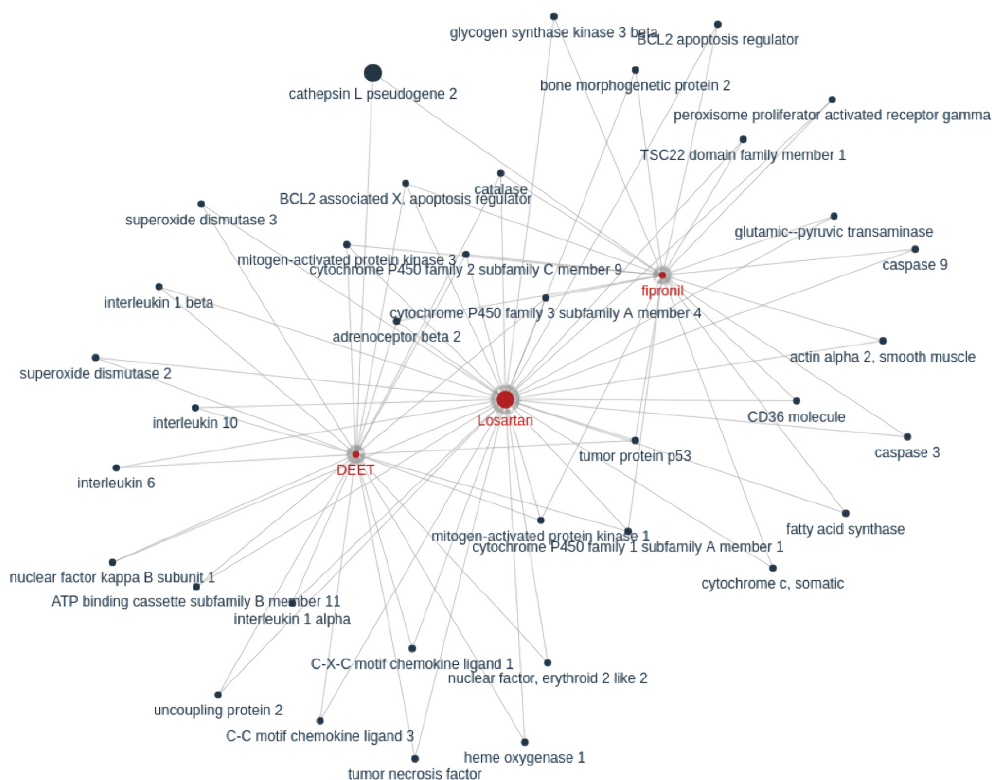 glycogen synthase kinase 3 beta
BCL2 apoptosis regulator
cathepsin L pseudogene 2
bone morphogenetic protein 2
peroxisome proliferator activated receptor gamma
TSC22 domain family member 1
catalase
BCL2 associated X, apoptosis regulator
superoxide dismutase 3
glutamic--pyruvic transaminase
mitogen-activated protein kinase 3
cytochrome P450 family 2 subfamily C member 9
caspase 9
fipronil
interleukin 1 beta
cytochrome P450 family 3 subfamily A member 4
adrenoceptor beta 2
actin alpha 2, smooth muscle
superoxide dismutase 2
CD36 molecule
interleukin 10
Losartan
caspase 3
tumor protein p53
DEET
interleukin 6
fatty acid synthase
mitogen-activated protein kinase 1
cytochrome P450 family 1 subfamily A member 1
nuclear factor kappa B subunit 1
cytochrome c, somatic
ATP binding cassette subfamily B member 11
interleukin 1 alpha
C-X-C motif chemokine ligand 1
nuclear factor, erythroid 2 like 2
uncoupling protein 2
C-C motif chemokine ligand 3
heme oxygenase 1
tumor necrosis factor